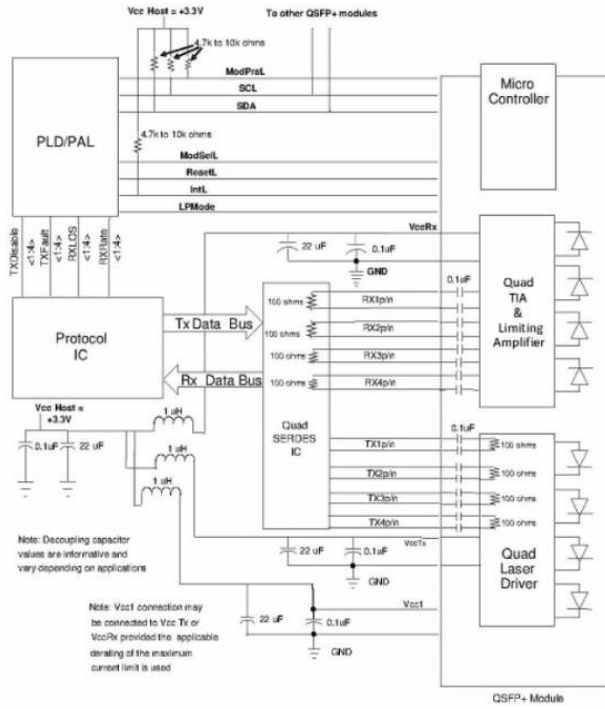 Vcc Host = +3.3V
To other QSFP+ modules
4.7k to 10k ohms
ModPrsL
SCL
SDA
4.7k to 10k ohms
PLD/PAL
ModSelL
ResetL
IntL
LPMode
Micro
Controller
TXDisable
<1:4>
TXFault
<1:4>
RXLOS
<1:4>
RXRate
<1:4>
VccRx
22 uF
0.1uF
GND
0.1uF
Quad
TIA
&
Limiting
Amplifier
100 ohms
RX1p/n
100 ohms
RX2p/n
100 ohms
RX3p/n
100 ohms
RX4p/n
Protocol
IC
Tx Data Bus
Rx Data Bus
Quad
SERDES
IC
Vcc Host =
+3.3V
0.1uF
22 uF
1 uH
1 uH
1 uH
0.1uF
TX1p/n
100 ohms
TX2p/n
100 ohms
TX3p/n
100 ohms
TX4p/n
100 ohms
VccTx
22 uF
0.1uF
GND
Quad
Laser
Driver
Note: Decoupling capacitor
values are informative and
vary depending on applications
Note: Vcc1 connection may
be connected to Vcc Tx or
VccRx provided the applicable
derating of the maximum
current limit is used
Vcc1
22 uF
0.1uF
GND
QSFP+ Module